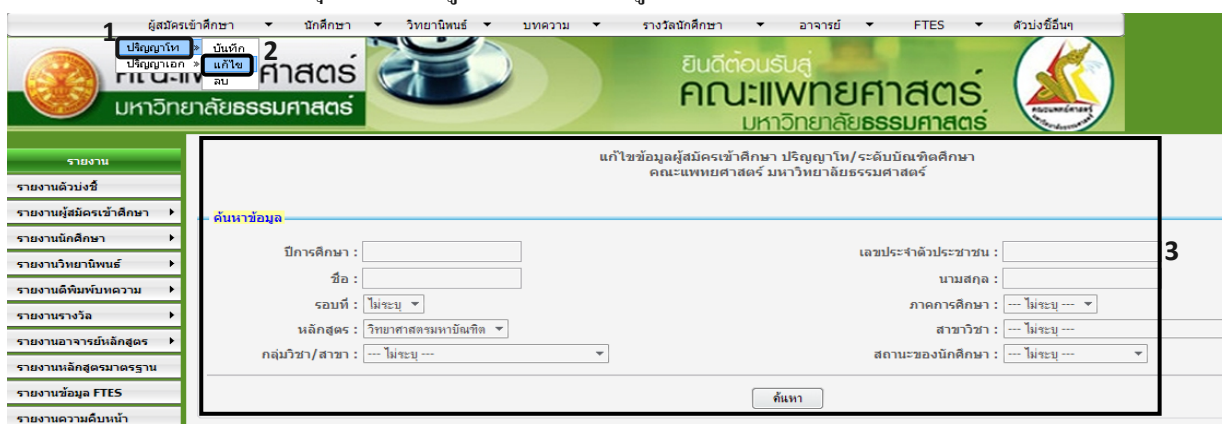 ผู้สมัครเข้าศึกษา นักศึกษา วิทยานิพนธ์ บทความ รางวัลนักศึกษา อาจารย์ FTES ตัวบ่งชี้อื่นๆ
1
ปริญญาโท » บันทึก 2
ปริญญาเอก » แก้ไข
ลบ
มหาวิทยาลัยธรรมศาสตร์
ยินดีต้อนรับสู่
คณะแพทยศาสตร์
มหาวิทยาลัยธรรมศาสตร์
รายงาน
รายงานตัวบ่งชี้
รายงานผู้สมัครเข้าศึกษา
รายงานนักศึกษา
รายงานวิทยานิพนธ์
รายงานตีพิมพ์บทความ
รายงานรางวัล
รายงานอาจารย์หลักสูตร
รายงานหลักสูตรมาตรฐาน
รายงานข้อมูล FTES
รายงานความคืบหน้า
แก้ไขข้อมูลผู้สมัครเข้าศึกษา ปริญญาโท/ระดับบัณฑิตศึกษา
คณะแพทยศาสตร์ มหาวิทยาลัยธรรมศาสตร์
ค้นหาข้อมูล
ปีการศึกษา : เลขประจำตัวประชาชน :
3
ชื่อ : นามสกุล :
รอบที่ : ไม่ระบุ ภาคการศึกษา : --- ไม่ระบุ ---
หลักสูตร : วิทยาศาสตรมหาบัณฑิต สาขาวิชา : --- ไม่ระบุ ---
กลุ่มวิชา/สาขา : --- ไม่ระบุ --- สถานะของนักศึกษา : --- ไม่ระบุ ---
ค้นหา